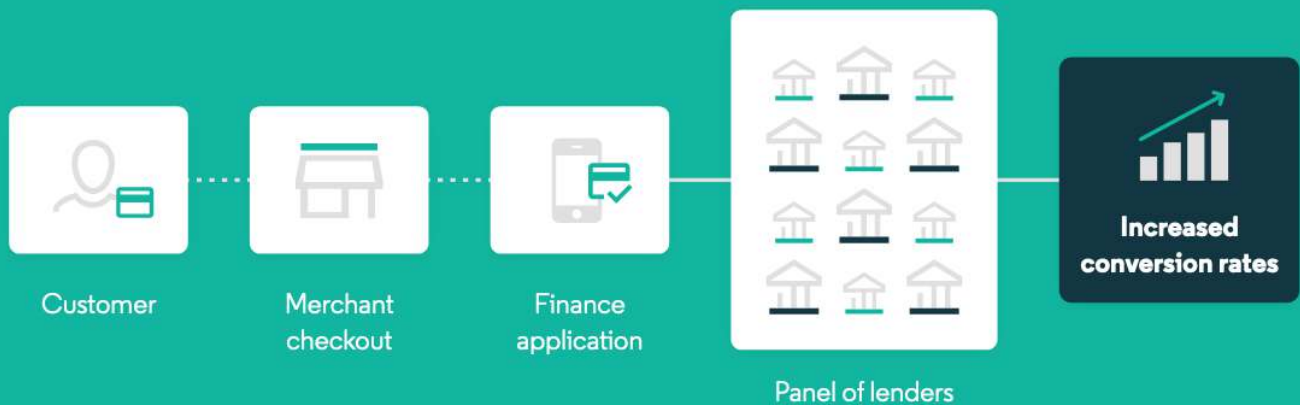 Customer
Merchant
checkout
Finance
application
Panel of lenders
Increased
conversion rates